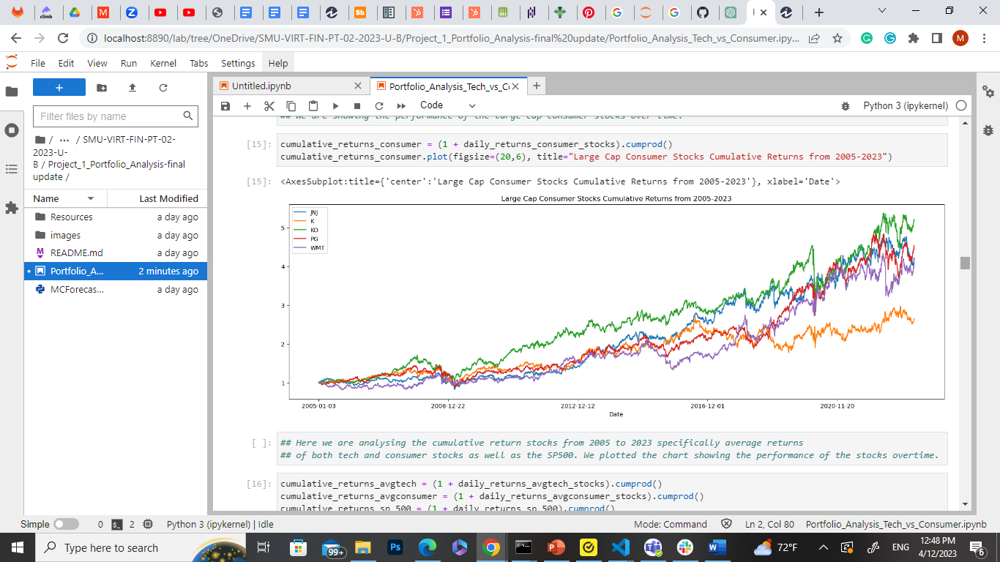 climb
M
Z
Sh
G
G
R
localhost:8890/lab/tree/OneDrive/SMU-VIRT-FIN-PT-02-2023-U-B/Project_1_Portfolio_Analysis-final%20update/Portfolio_Analysis_Tech_vs_Consumer.ipy...
M
File Edit View Run Kernel Tabs Settings Help
Untitled.ipynb
Portfolio_Analysis_Tech_vs_Co
Code
Python 3 (ipykernel)
Filter files by name
/ ... / SMU-VIRT-FIN-PT-02-
2023-U-
B / Project_1_Portfolio_Analysis-final
update /
Name Last Modified
Resources a day ago
images a day ago
README.md a day ago
Portfolio_A... 2 minutes ago
MCForecas... a day ago
## We are showing the performance of the large cap consumer stocks over time.
[15]: cumulative_returns_consumer = (1 + daily_returns_consumer_stocks).cumprod()
cumulative_returns_consumer.plot(figsize=(20,6), title="Large Cap Consumer Stocks Cumulative Returns from 2005-2023")
[15]: <AxesSubplot:title={'center':'Large Cap Consumer Stocks Cumulative Returns from 2005-2023'}, xlabel='Date'>
Large Cap Consumer Stocks Cumulative Returns from 2005-2023
JNJ
K
KO
PG
WMT
5
4
3
2
1
2005-01-03 2008-12-22 2012-12-12 2016-12-01 2020-11-20
Date
[ ]: ## Here we are analysing the cumulative return stocks from 2005 to 2023 specifically average returns
## of both tech and consumer stocks as well as the SP500. We plotted the chart showing the performance of the stocks overtime.
[16]: cumulative_returns_avgtech = (1 + daily_returns_avgtech_stocks).cumprod()
cumulative_returns_avgconsumer = (1 + daily_returns_avgconsumer_stocks).cumprod()
cumulative_returns_sp_500 = (1 + daily_returns_sp_500).cumprod()
Simple 0 2 Python 3 (ipykernel) | Idle Mode: Command Ln 2, Col 80 Portfolio_Analysis_Tech_vs_Consumer.ipynb
Type here to search
99+
Ps
72°F
ENG
12:48 PM
4/12/2023
6